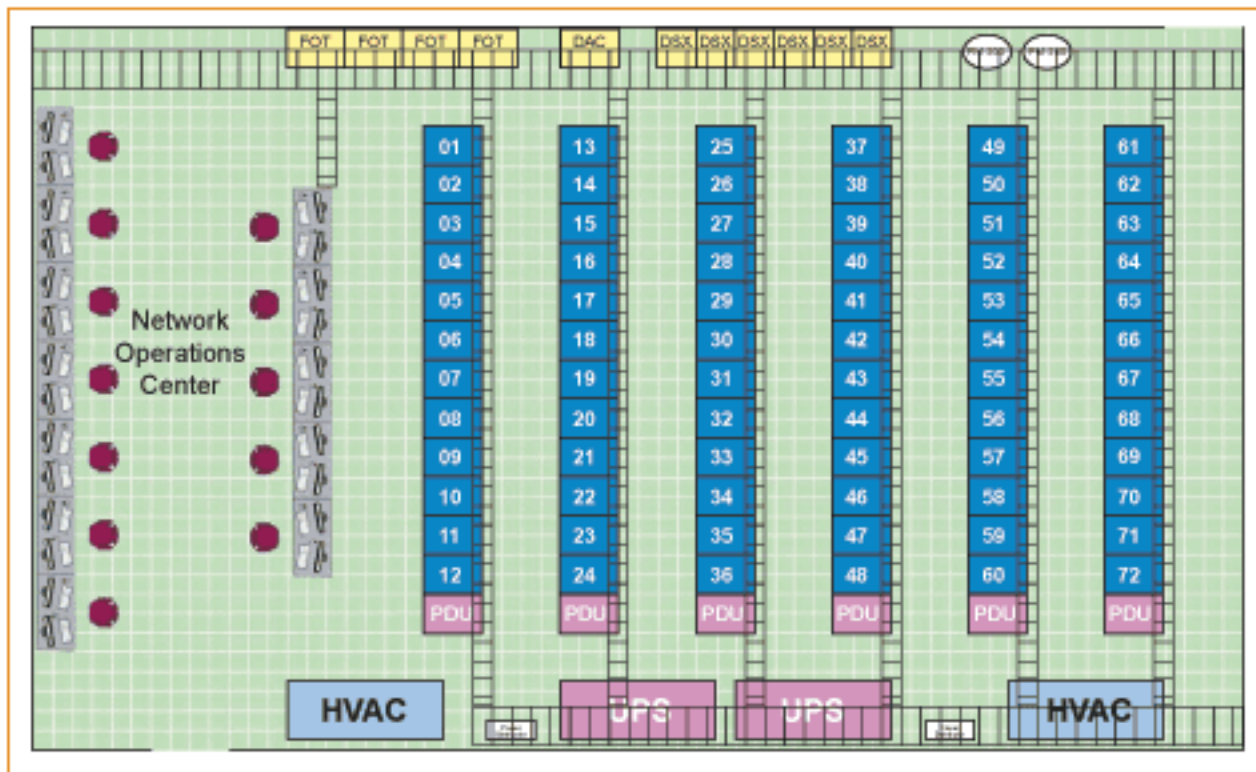 FOT FOT FOT FOT DAC DSX DSX DSX DSX DSX DSX
01 13 25 37 49 61
02 14 26 38 50 62
03 15 27 39 51 63
04 16 28 40 52 64
05 17 29 41 53 65
06 18 30 42 54 66
07 19 31 43 55 67
08 20 32 44 56 68
09 21 33 45 57 69
10 22 34 46 58 70
11 23 35 47 59 71
12 24 36 48 60 72
PDU PDU PDU PDU PDU PDU
Network
Operations
Center
HVAC UPS UPS HVAC